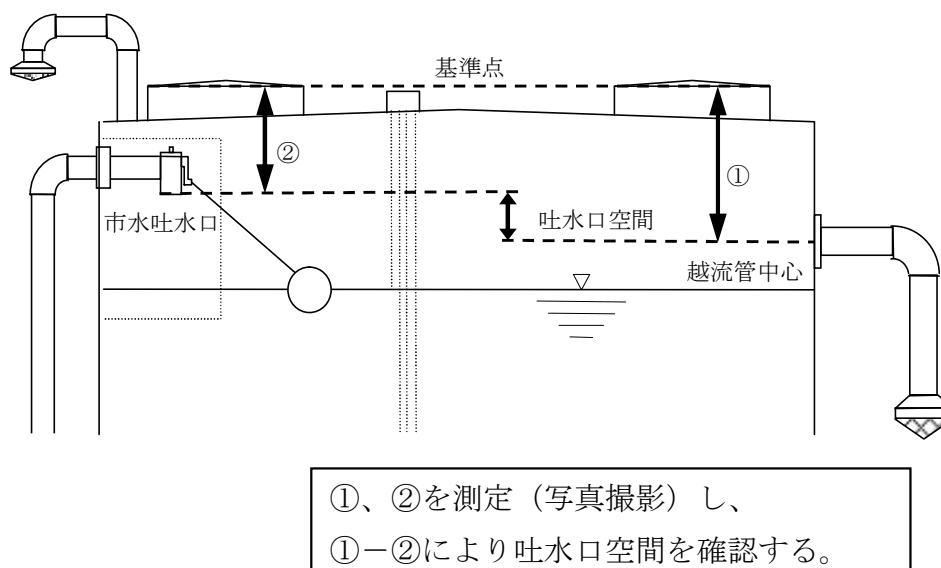 基準点
②
①
市水吐水口
吐水口空間
越流管中心
①、②を測定（写真撮影）し、
①－②により吐水口空間を確認する。